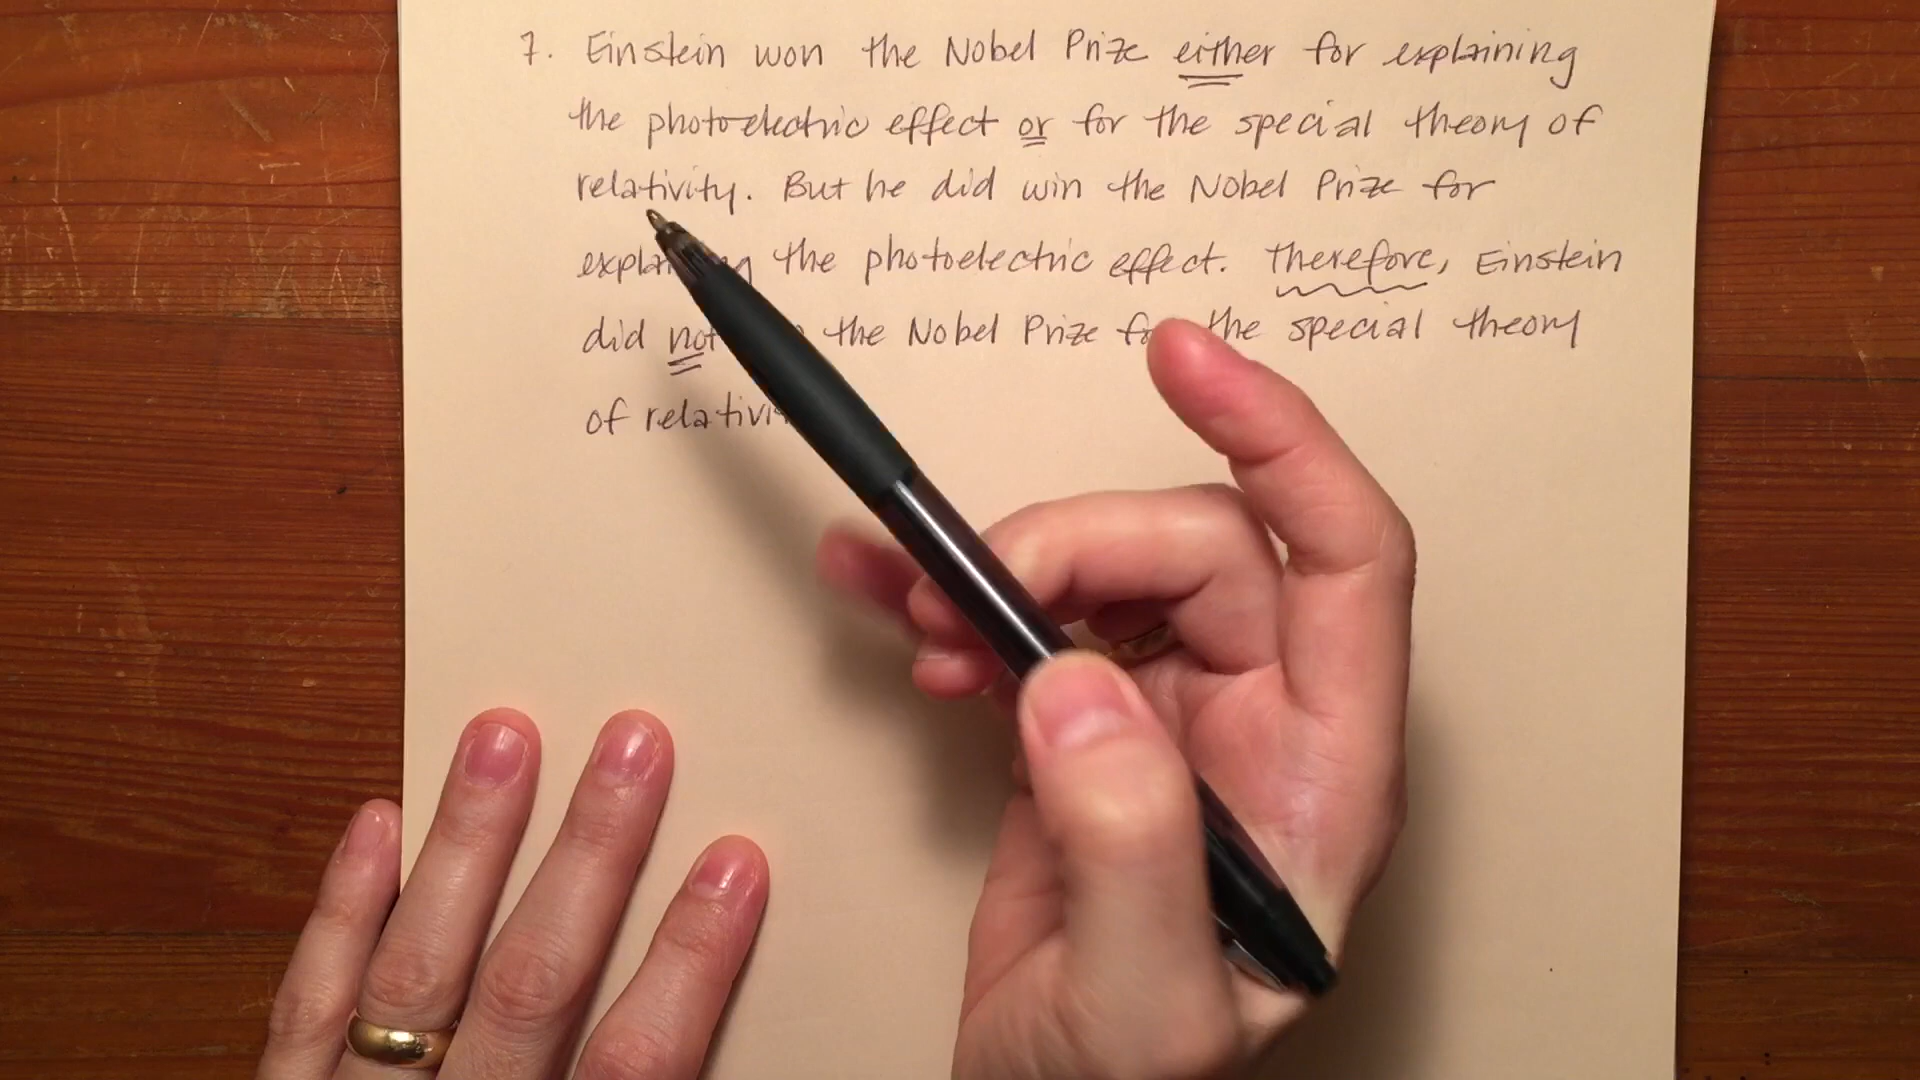 7. Einstein won the Nobel Prize either for explaining
the photoelectric effect or for the special theory of
relativity. But he did win the Nobel Prize for
the photoelectric effect. Therefore, Einstein
did not the Nobel Prize the special theory
of